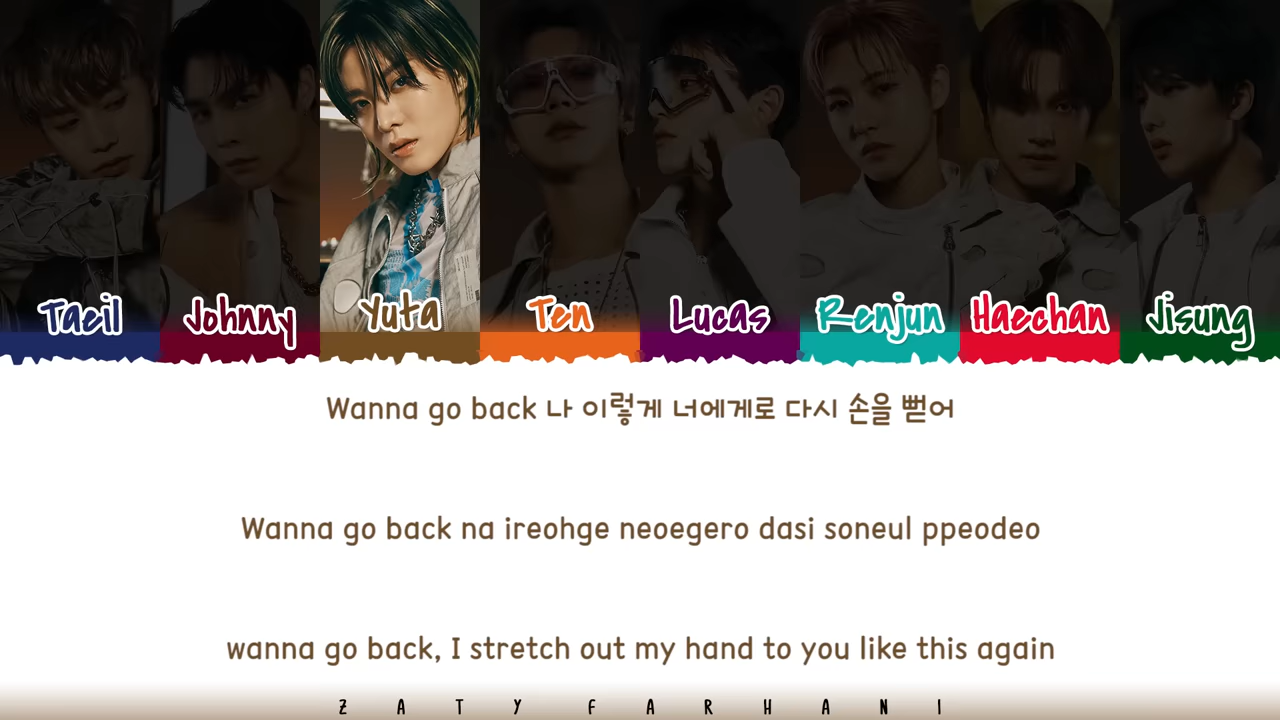 Taeil Johnny Yuta Ten Lucas Renjun Haechan Jisung
Wanna go back 나 이렇게 너에게로 다시 손을 뻗어
Wanna go back na ireohge neoegero dasi soneul ppeodeo
wanna go back, I stretch out my hand to you like this again
ZATY FARHANI